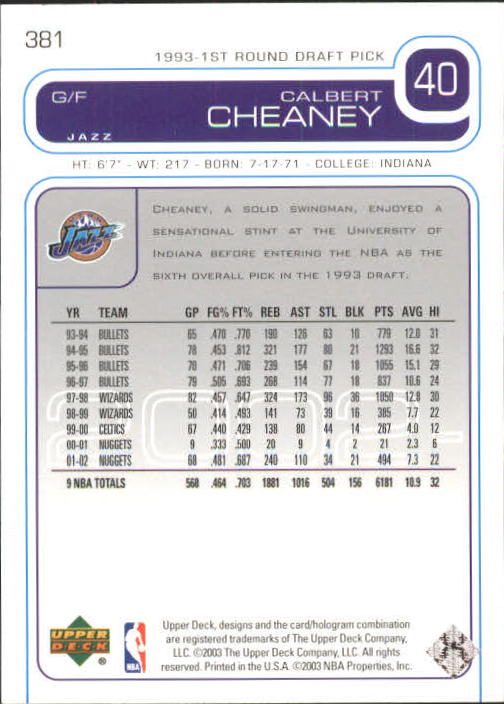 381
1993-1ST ROUND DRAFT PICK
40
G/F
CALBERT
CHEANEY
JAZZ
HT: 6'7" - WT: 217 - BORN: 7-17-71 - COLLEGE: INDIANA
JAZZ
CHEANEY, A SOLID SWINGMAN, ENJOYED A
SENSATIONAL STINT AT THE UNIVERSITY OF
INDIANA BEFORE ENTERING THE NBA AS THE
SIXTH OVERALL PICK IN THE 1993 DRAFT.
YR TEAM GP FG% FT% REB AST STL BLK PTS AVG HI
93-94 BULLETS 65 .470 .770 190 126 63 10 779 12.0 31
94-95 BULLETS 78 .453 .812 321 177 80 21 1293 16.6 32
95-96 BULLETS 70 .471 .706 239 154 67 18 1055 15.1 29
96-97 BULLETS 79 .505 .693 268 114 77 18 837 10.6 24
97-98 WIZARDS 82 .457 .647 324 173 96 36 1050 12.8 30
98-99 WIZARDS 50 .414 .493 141 73 39 16 385 7.7 22
99-00 CELTICS 67 .440 .429 138 80 44 14 267 4.0 12
00-01 NUGGETS 9 .333 .500 20 9 4 2 21 2.3 6
01-02 NUGGETS 68 .481 .687 240 110 34 21 494 7.3 22
9 NBA TOTALS 568 .464 .703 1881 1016 504 156 6181 10.9 32
UPPER
DECK
®
NBA
Upper Deck, designs and the card/hologram combination
are registered trademarks of The Upper Deck Company,
LLC. ©2003 The Upper Deck Company, LLC. All rights
reserved. Printed in the U.S.A. ©2003 NBA Properties, Inc.